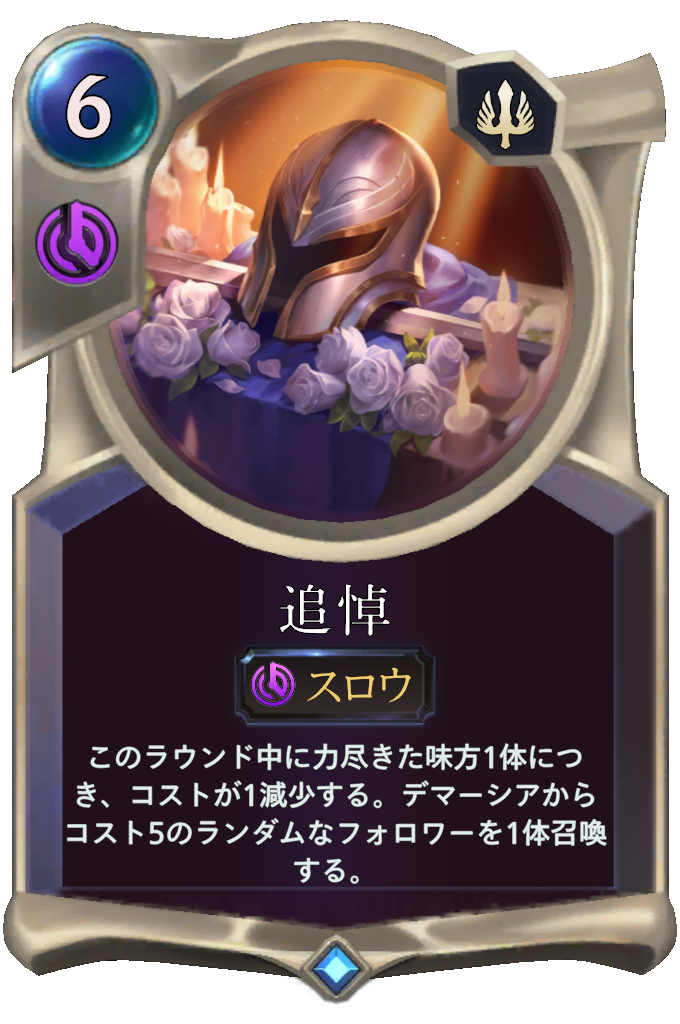 6
追悼
スロウ
このラウンド中に力尽きた味方1体につ
き、コストが1減少する。デマーシアから
コスト5のランダムなフォロワーを1体召喚
する。